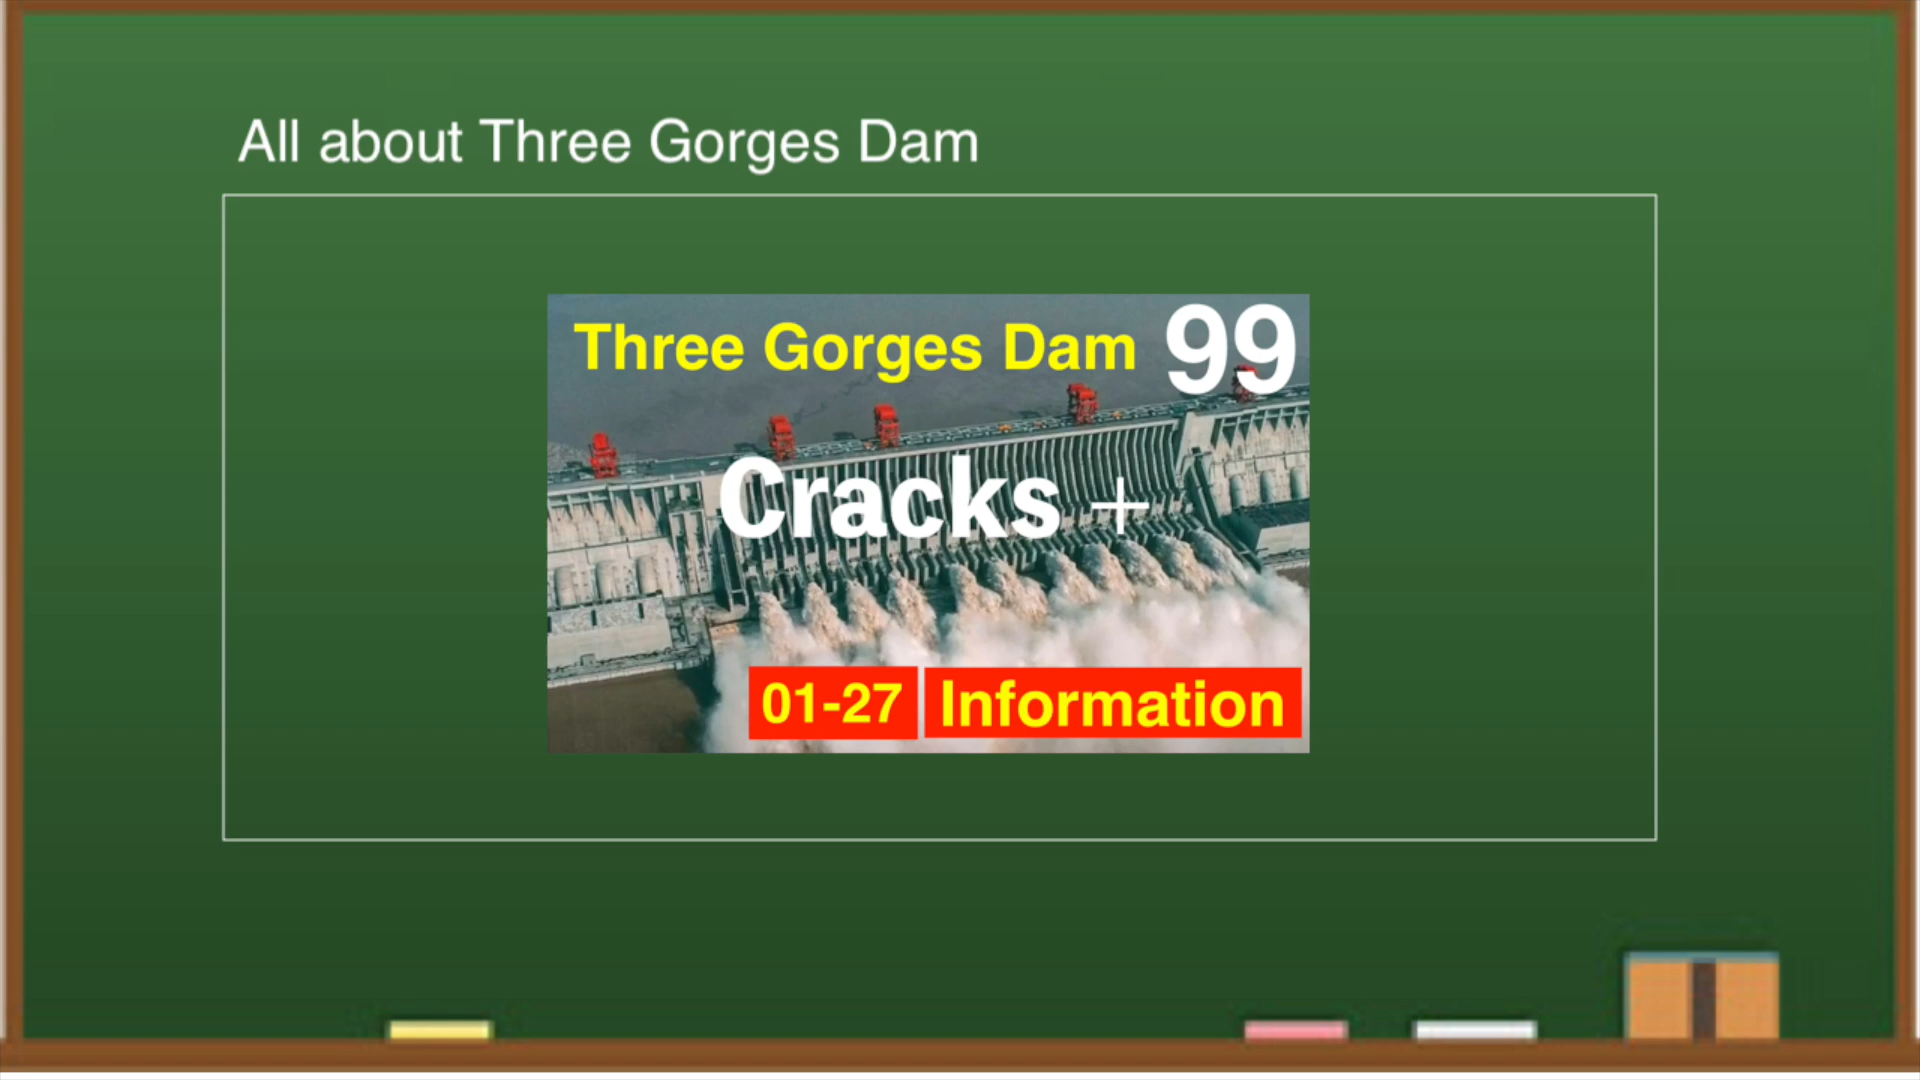 All about Three Gorges Dam
Three Gorges Dam 99
Cracks +
01-27 Information